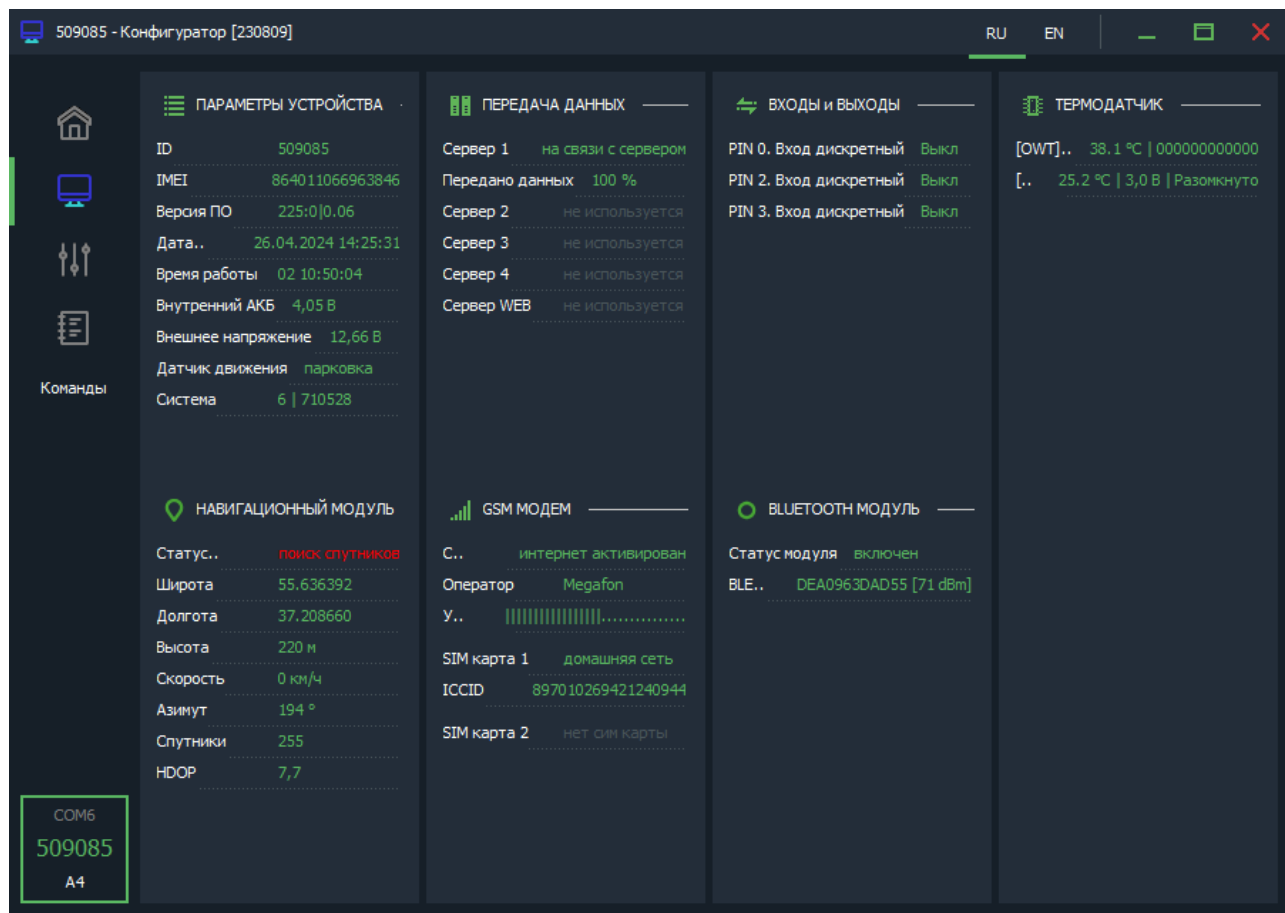 509085 - Конфигуратор [230809]
RU EN
Команды
COM6
509085
A4
ПАРАМЕТРЫ УСТРОЙСТВА
ID 509085
IMEI 864011066963846
Версия ПО 225:0|0.06
Дата.. 26.04.2024 14:25:31
Время работы 02 10:50:04
Внутренний АКБ 4,05 В
Внешнее напряжение 12,66 В
Датчик движения парковка
Система 6 | 710528
ПЕРЕДАЧА ДАННЫХ
Сервер 1 на связи с сервером
Передано данных 100 %
Сервер 2 не используется
Сервер 3 не используется
Сервер 4 не используется
Сервер WEB не используется
ВХОДЫ и ВЫХОДЫ
PIN 0. Вход дискретный Выкл
PIN 2. Вход дискретный Выкл
PIN 3. Вход дискретный Выкл
ТЕРМОДАТЧИК
[OWT].. 38.1 °C | 000000000000
[.. 25.2 °C | 3,0 В | Разомкнуто
НАВИГАЦИОННЫЙ МОДУЛЬ
Статус.. поиск спутников
Широта 55.636392
Долгота 37.208660
Высота 220 м
Скорость 0 км/ч
Азимут 194 °
Спутники 255
HDOP 7,7
GSM МОДЕМ
С.. интернет активирован
Оператор Megafon
У.. |||||||||||||||||...............
SIM карта 1 домашняя сеть
ICCID 897010269421240944
SIM карта 2 нет сим карты
BLUETOOTH МОДУЛЬ
Статус модуля включен
BLE.. DEA0963DAD55 [71 dBm]